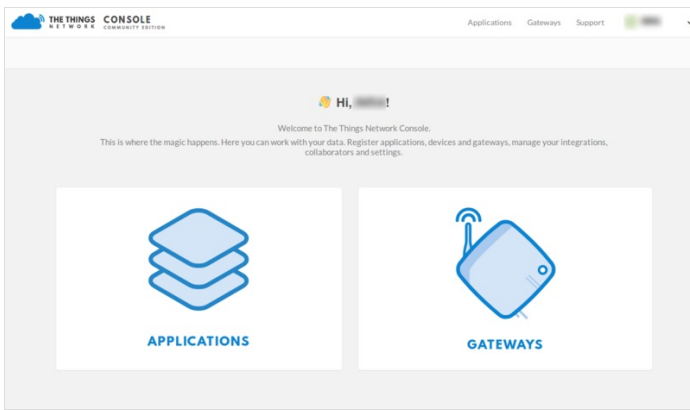 THE THINGS CONSOLE
NETWORK COMMUNITY EDITION
Applications Gateways Support
Hi, !
Welcome to The Things Network Console.
This is where the magic happens. Here you can work with your data. Register applications, devices and gateways, manage your integrations,
collaborators and settings.
APPLICATIONS
GATEWAYS